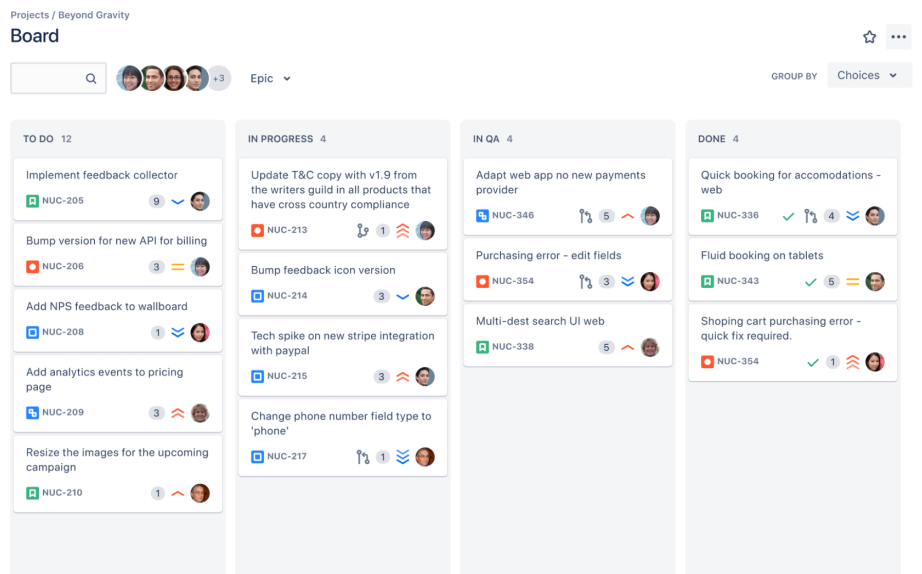 Projects / Beyond Gravity
Board
+3
Epic
GROUP BY
Choices
TO DO 12
Implement feedback collector
NUC-205
9
Bump version for new API for billing
NUC-206
3
Add NPS feedback to wallboard
NUC-208
1
Add analytics events to pricing
page
NUC-209
3
Resize the images for the upcoming
campaign
NUC-210
1
IN PROGRESS 4
Update T&C copy with v1.9 from
the writers guild in all products that
have cross country compliance
NUC-213
1
Bump feedback icon version
NUC-214
3
Tech spike on new stripe integration
with paypal
NUC-215
3
Change phone number field type to
'phone'
NUC-217
1
IN QA 4
Adapt web app no new payments
provider
NUC-346
5
Purchasing error - edit fields
NUC-354
3
Multi-dest search UI web
NUC-338
5
DONE 4
Quick booking for accomodations -
web
NUC-336
4
Fluid booking on tablets
NUC-343
5
Shoping cart purchasing error -
quick fix required.
NUC-354
1